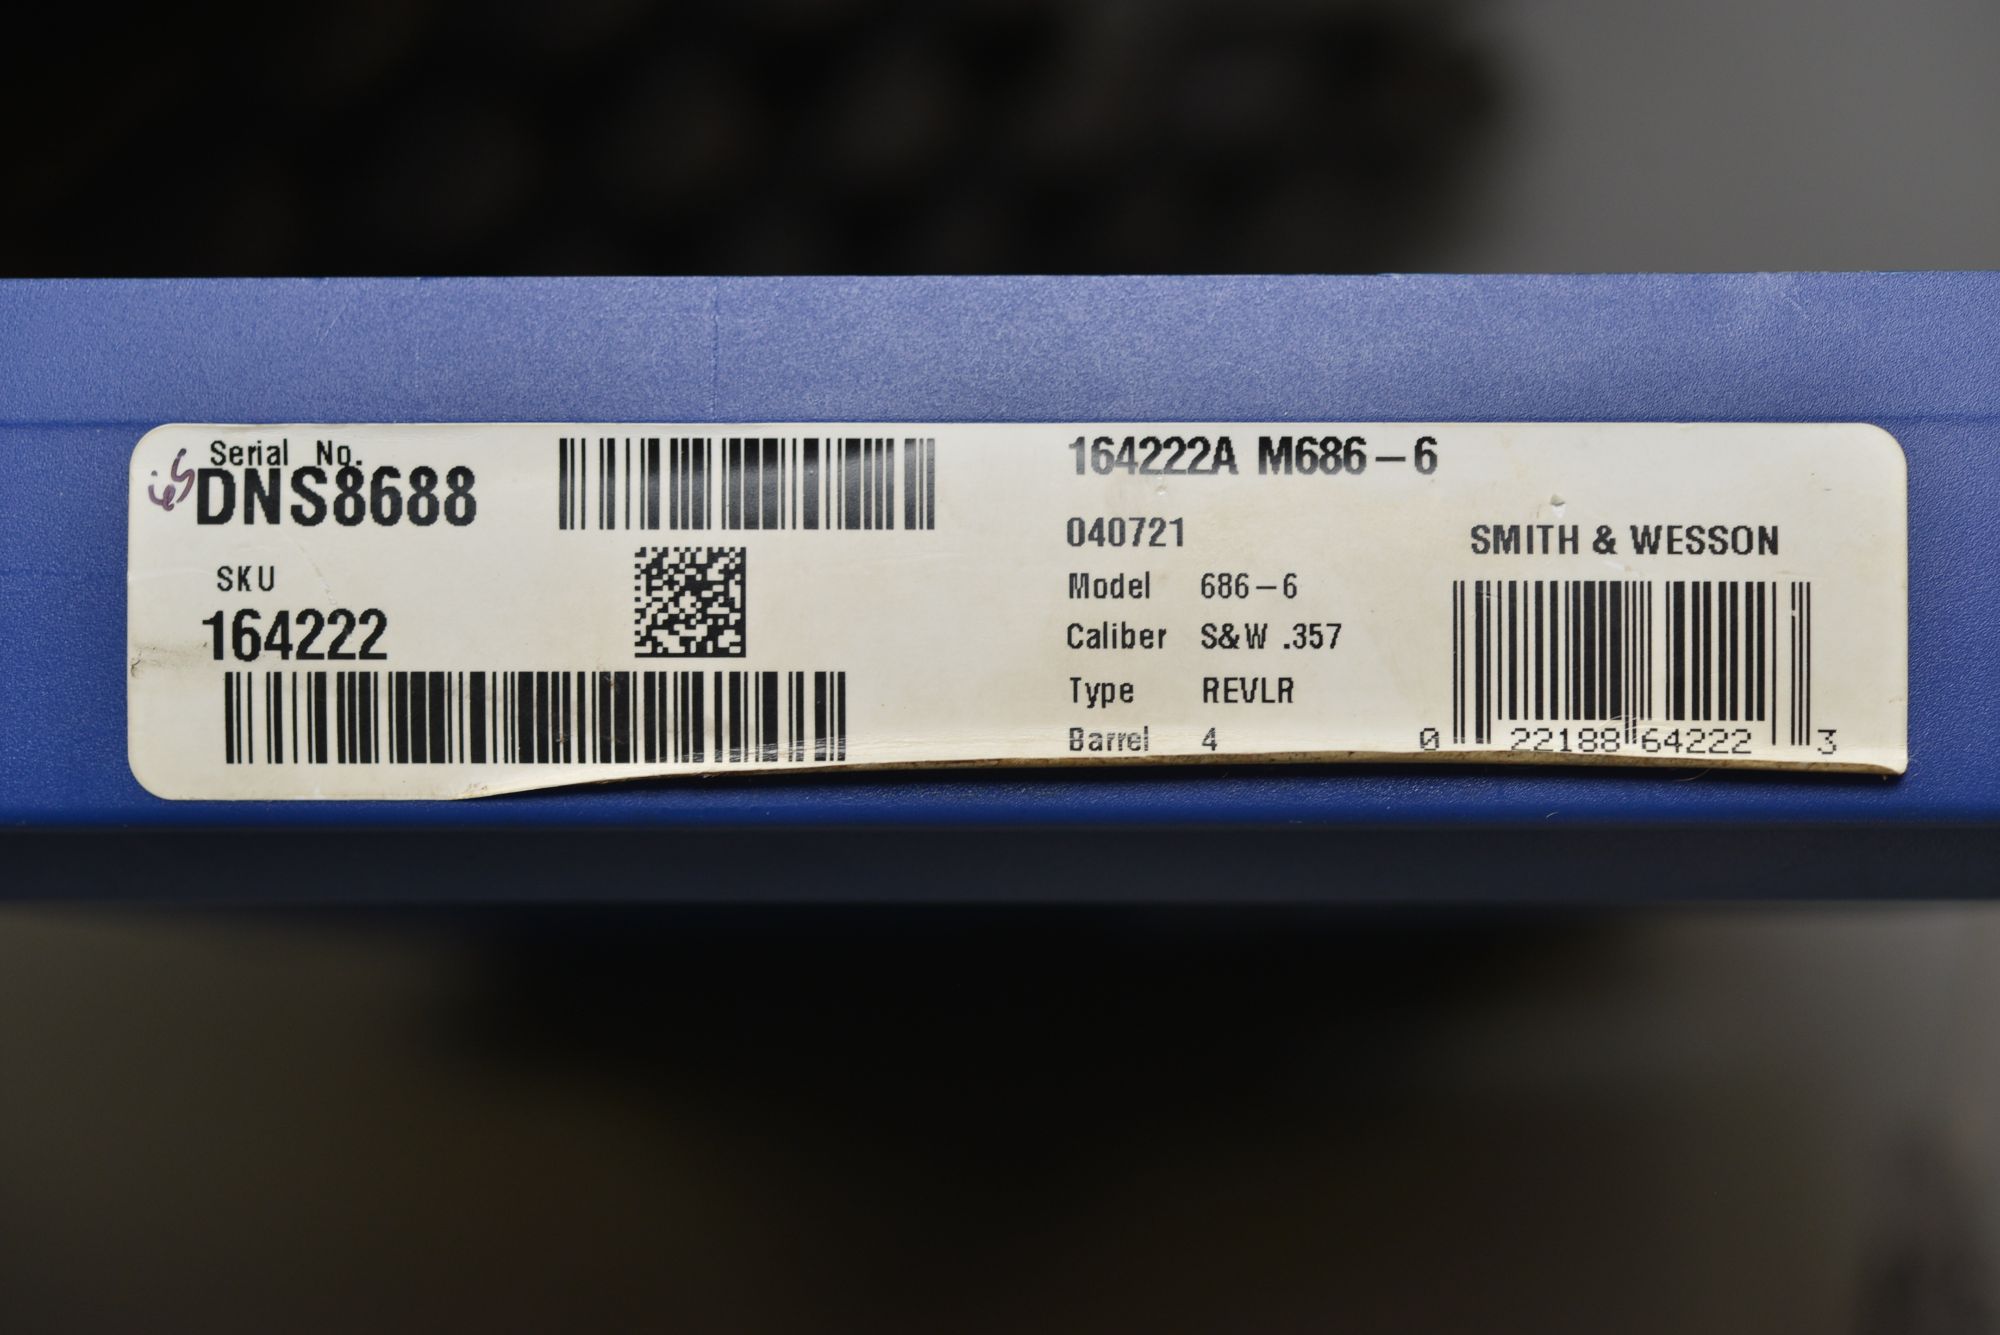 Serial No.
DNS8688
SKU
164222
164222A M686-6
040721
Model 686-6
Caliber S&W .357
Type REVLR
Barrel 4
SMITH & WESSON
0 22188 64222 3